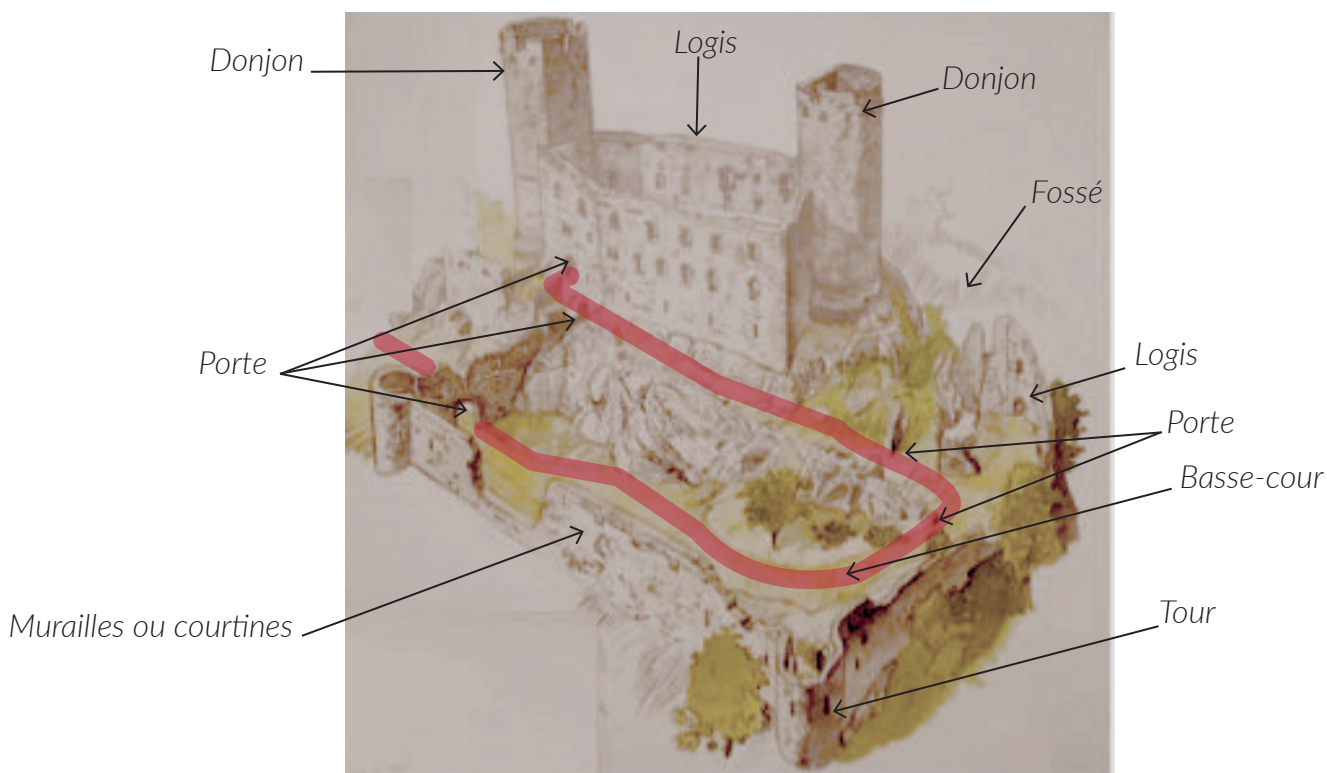 Logis
Donjon
Donjon
Fossé
Logis
Porte
Porte
Basse-cour
Tour
Murailles ou courtines